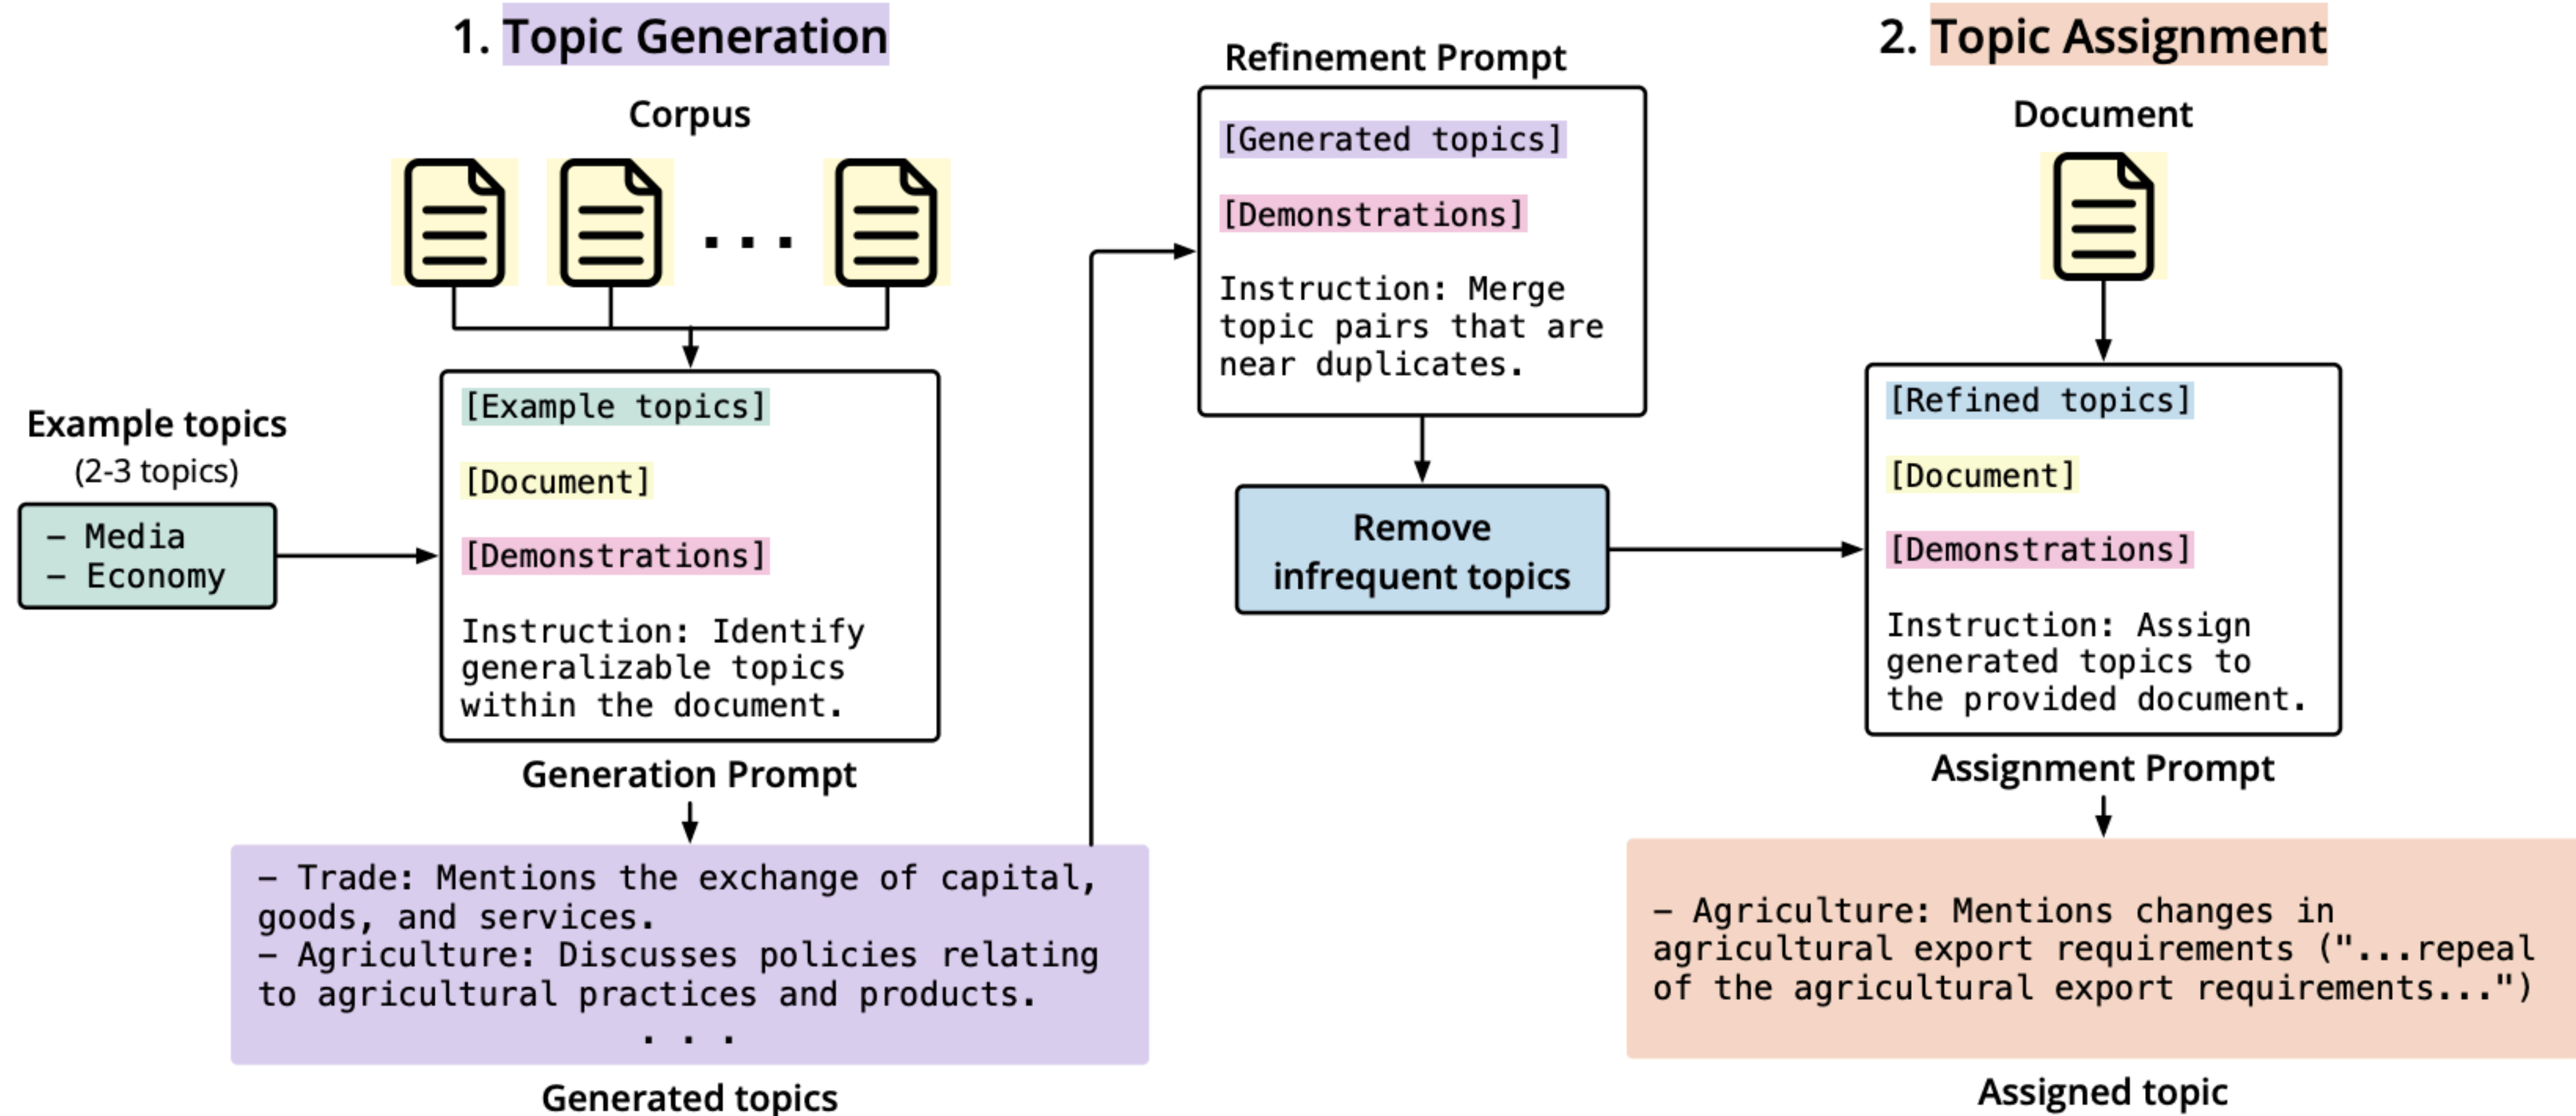 1. Topic Generation
Corpus
Example topics
(2-3 topics)
– Media
– Economy
[Example topics]
[Document]
[Demonstrations]
Instruction: Identify
generalizable topics
within the document.
Generation Prompt
– Trade: Mentions the exchange of capital,
goods, and services.
– Agriculture: Discusses policies relating
to agricultural practices and products.
. . .
Generated topics
Refinement Prompt
[Generated topics]
[Demonstrations]
Instruction: Merge
topic pairs that are
near duplicates.
Remove
infrequent topics
2. Topic Assignment
Document
[Refined topics]
[Document]
[Demonstrations]
Instruction: Assign
generated topics to
the provided document.
Assignment Prompt
– Agriculture: Mentions changes in
agricultural export requirements ("...repeal
of the agricultural export requirements...")
Assigned topic